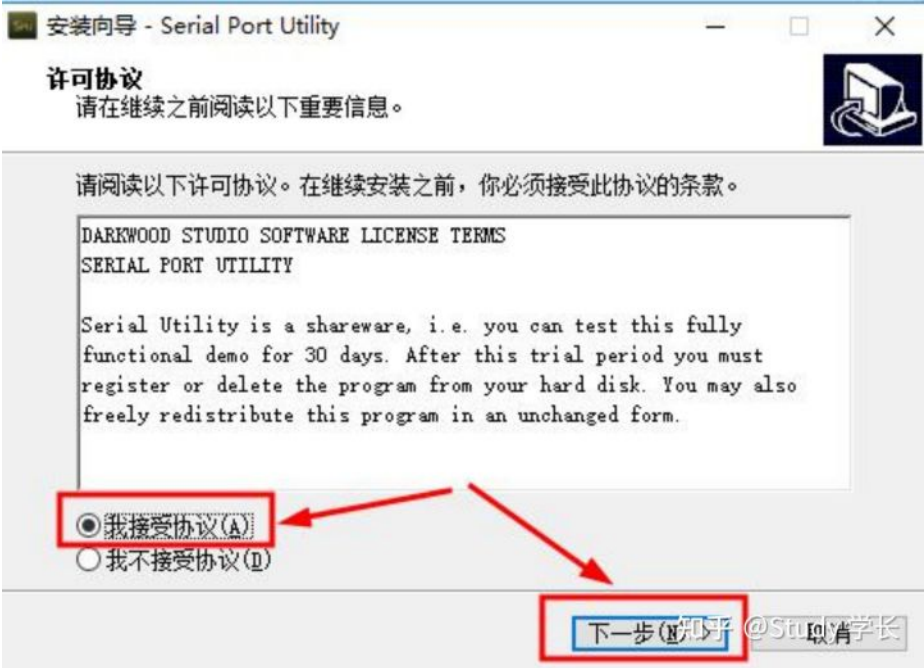 安装向导 - Serial Port Utility
许可协议
请在继续之前阅读以下重要信息。
请阅读以下许可协议。在继续安装之前，你必须接受此协议的条款。
DARKWOOD STUDIO SOFTWARE LICENSE TERMS
SERIAL PORT UTILITY
Serial Utility is a shareware, i.e. you can test this fully
functional demo for 30 days. After this trial period you must
register or delete the program from your hard disk. You may also
freely redistribute this program in an unchanged form.
我接受协议(A)
我不接受协议(D)
下一步(N) >
取消
知乎 @Study学长